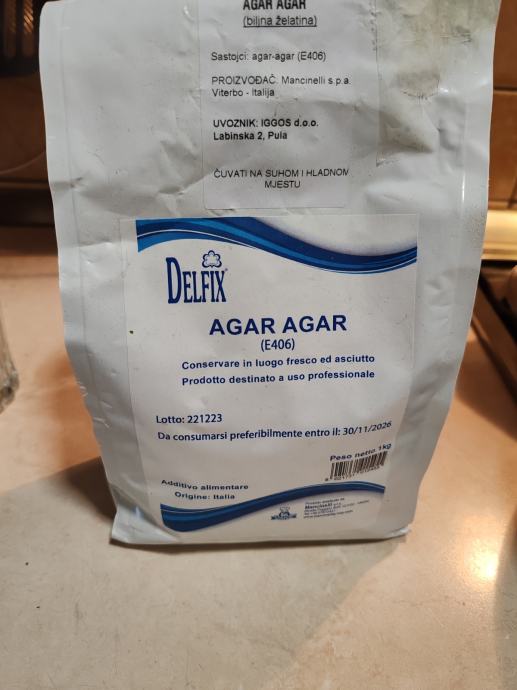 AGAR AGAR
(biljna želatina)
Sastojci: agar-agar (E406)
PROIZVOĐAČ: Mancinelli s.p.a.
Viterbo - Italija
UVOZNIK: IGGOS d.o.o.
Labinska 2, Pula
ČUVATI NA SUHOM I HLADNOM
MJESTU
DELFIX®
AGAR AGAR
(E406)
Conservare in luogo fresco ed asciutto
Prodotto destinato a uso professionale
Lotto: 221223
Da consumarsi preferibilmente entro il: 30/11/2026
Peso netto 1kg
Additivo alimentare
Origine: Italia
Mancinelli